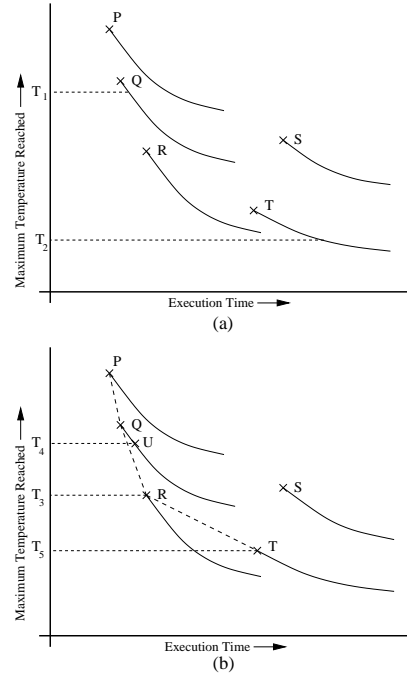 P
Q
T1
R
S
T
T2
Maximum Temperature Reached
Execution Time
(a)
P
Q
T4
U
T3
R
S
T5
T
Maximum Temperature Reached
Execution Time
(b)